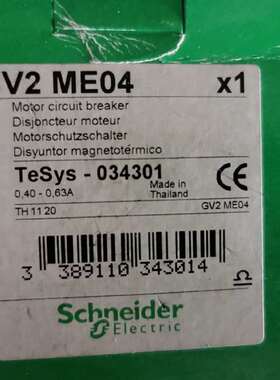 V2 ME04 x1
Motor circuit breaker
Disjoncteur moteur
Motorschutzschalter
Disyuntor magnetotérmico
TeSys - 034301
0,40 - 0,63A
Made in
Thailand
CE
TH 11 20
GV2 ME04
3 389110 343014
Schneider
Electric